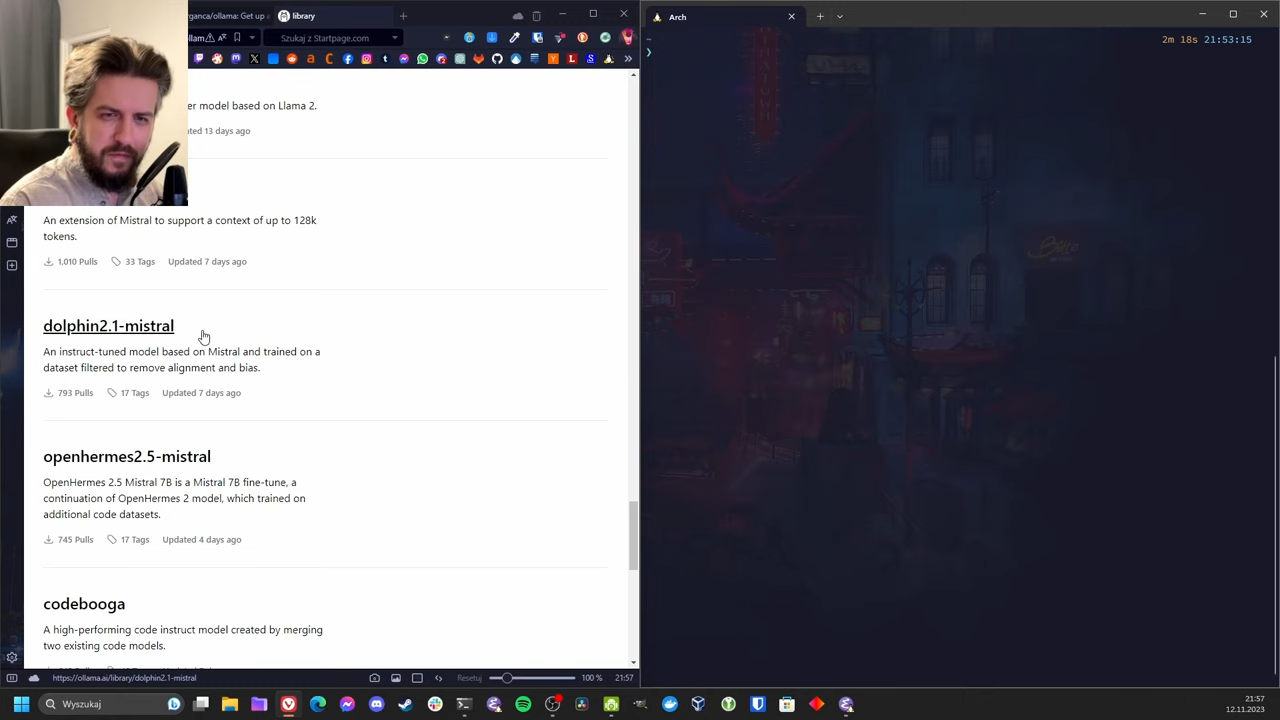 rganca/ollama: Get up a
library
Arch
llam
Szukaj z Startpage.com
2m 18s 21:53:15
er model based on Llama 2.
ted 13 days ago
An extension of Mistral to support a context of up to 128k
tokens.
1,010 Pulls 33 Tags Updated 7 days ago
dolphin2.1-mistral
An instruct-tuned model based on Mistral and trained on a
dataset filtered to remove alignment and bias.
793 Pulls 17 Tags Updated 7 days ago
openhermes2.5-mistral
OpenHermes 2.5 Mistral 7B is a Mistral 7B fine-tune, a
continuation of OpenHermes 2 model, which trained on
additional code datasets.
745 Pulls 17 Tags Updated 4 days ago
codebooga
A high-performing code instruct model created by merging
two existing code models.
https://ollama.ai/library/dolphin2.1-mistral
Resetuj 100 % 21:57
Wyszukaj
21:57
12.11.2023